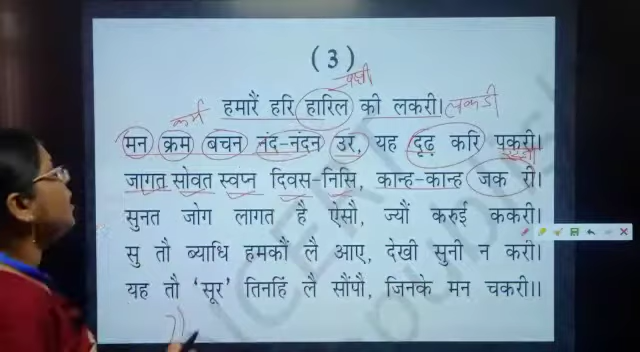 (3)
पक्षी
हमारैं हरि हारिल की लकरी। लकडी
कर्म
मन क्रम बचन नंद-नंदन उर, यह दृढ़ करि पकरी।
जागत सोवत स्वप्न दिवस-निसि, कान्ह-कान्ह जक री।
सुनत जोग लागत है ऐसौ, ज्यौं करुई ककरी।
सु तौ ब्याधि हमकौं लै आए, देखी सुनी न करी।
यह तौ 'सूर' तिनहिं लै सौंपौ, जिनके मन चकरी।।